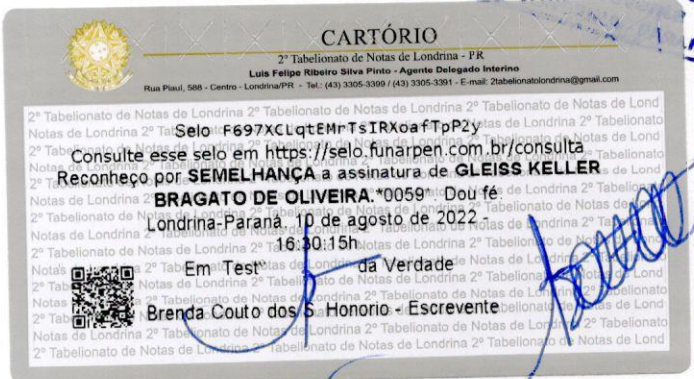 CARTÓRIO
2º Tabelionato de Notas de Londrina - PR
Luis Felipe Ribeiro Silva Pinto - Agente Delegado Interino
Rua Piauí, 588 - Centro - Londrina/PR - Tel.: (43) 3305-3399 / (43) 3305-3391 - E-mail: 2tabelionatolondrina@gmail.com
Selo F697XCLqtEMrTsIRXoafTpP2y
Consulte esse selo em https://selo.funarpen.com.br/consulta
Reconheço por SEMELHANÇA a assinatura de GLEISS KELLER
BRAGATO DE OLIVEIRA.*0059*. Dou fé.
Londrina-Paraná, 10 de agosto de 2022 -
16:30:15h
Em Testº da Verdade
Brenda Couto dos S. Honorio - Escrevente